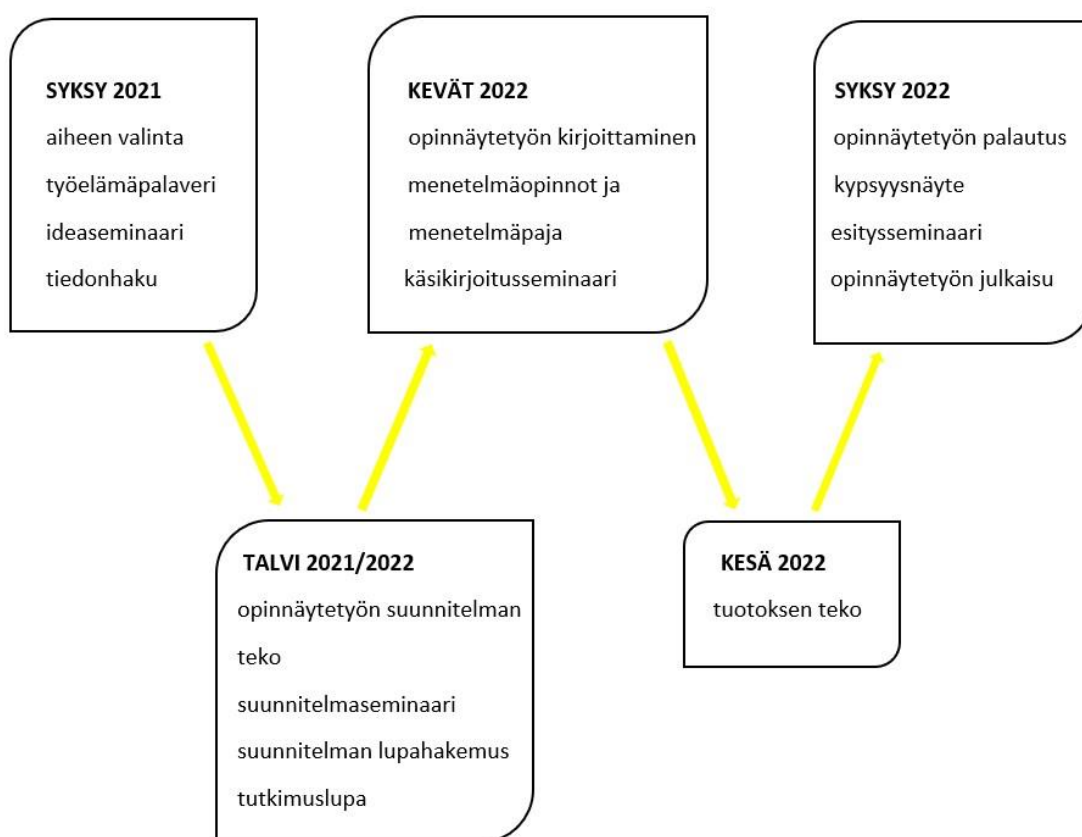 SYKSY 2021
aiheen valinta
työelämäpalaveri
ideaseminaari
tiedonhaku
TALVI 2021/2022
opinnäytetyön suunnitelman
teko
suunnitelmaseminaari
suunnitelman lupahakemus
tutkimuslupa
KEVÄT 2022
opinnäytetyön kirjoittaminen
menetelmäopinnot ja
menetelmäpaja
käsikirjoitusseminaari
KESÄ 2022
tuotoksen teko
SYKSY 2022
opinnäytetyön palautus
kypsyysnäyte
esitysseminaari
opinnäytetyön julkaisu